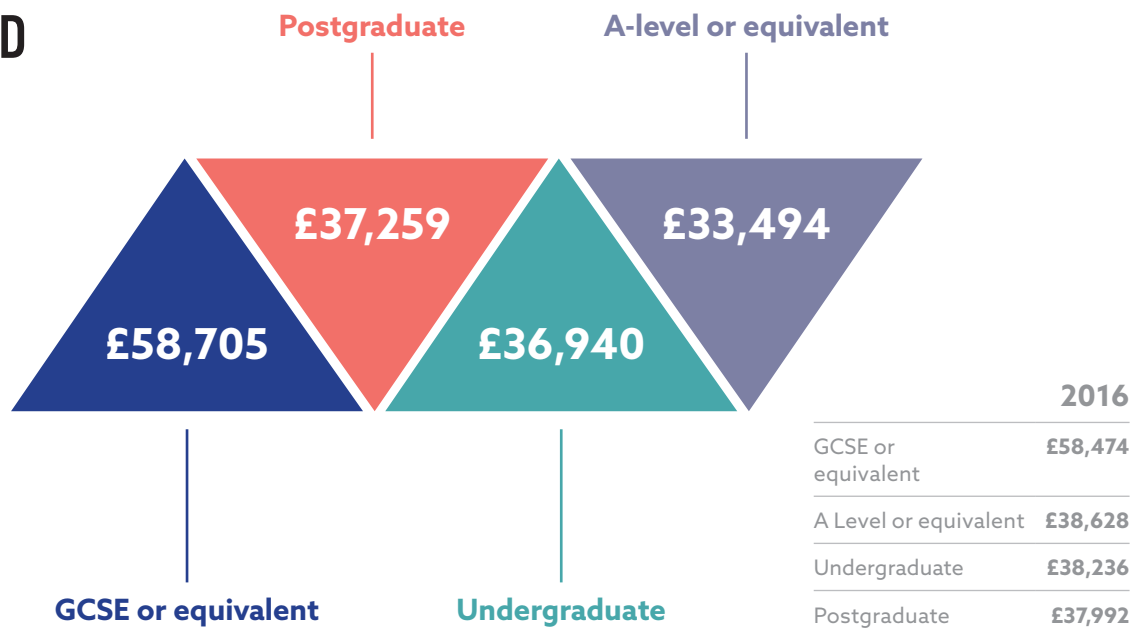 D
Postgraduate
A-level or equivalent
£37,259
£33,494
£58,705
£36,940
GCSE or equivalent
Undergraduate
2016
GCSE or
equivalent
£58,474
A Level or equivalent £38,628
Undergraduate £38,236
Postgraduate £37,992